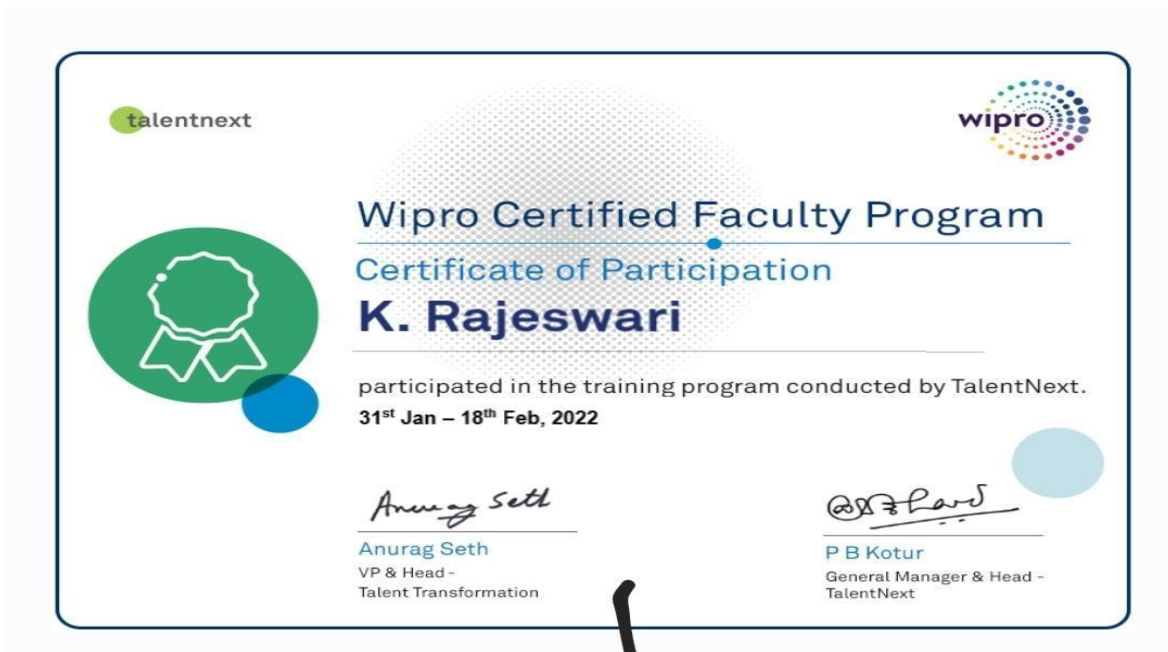 talentnext
wipro
Wipro Certified Faculty Program
Certificate of Participation
K. Rajeswari
participated in the training program conducted by TalentNext.
31st Jan – 18th Feb, 2022
Anurag Seth
Anurag Seth
VP & Head -
Talent Transformation
P B Kotur
General Manager & Head -
TalentNext